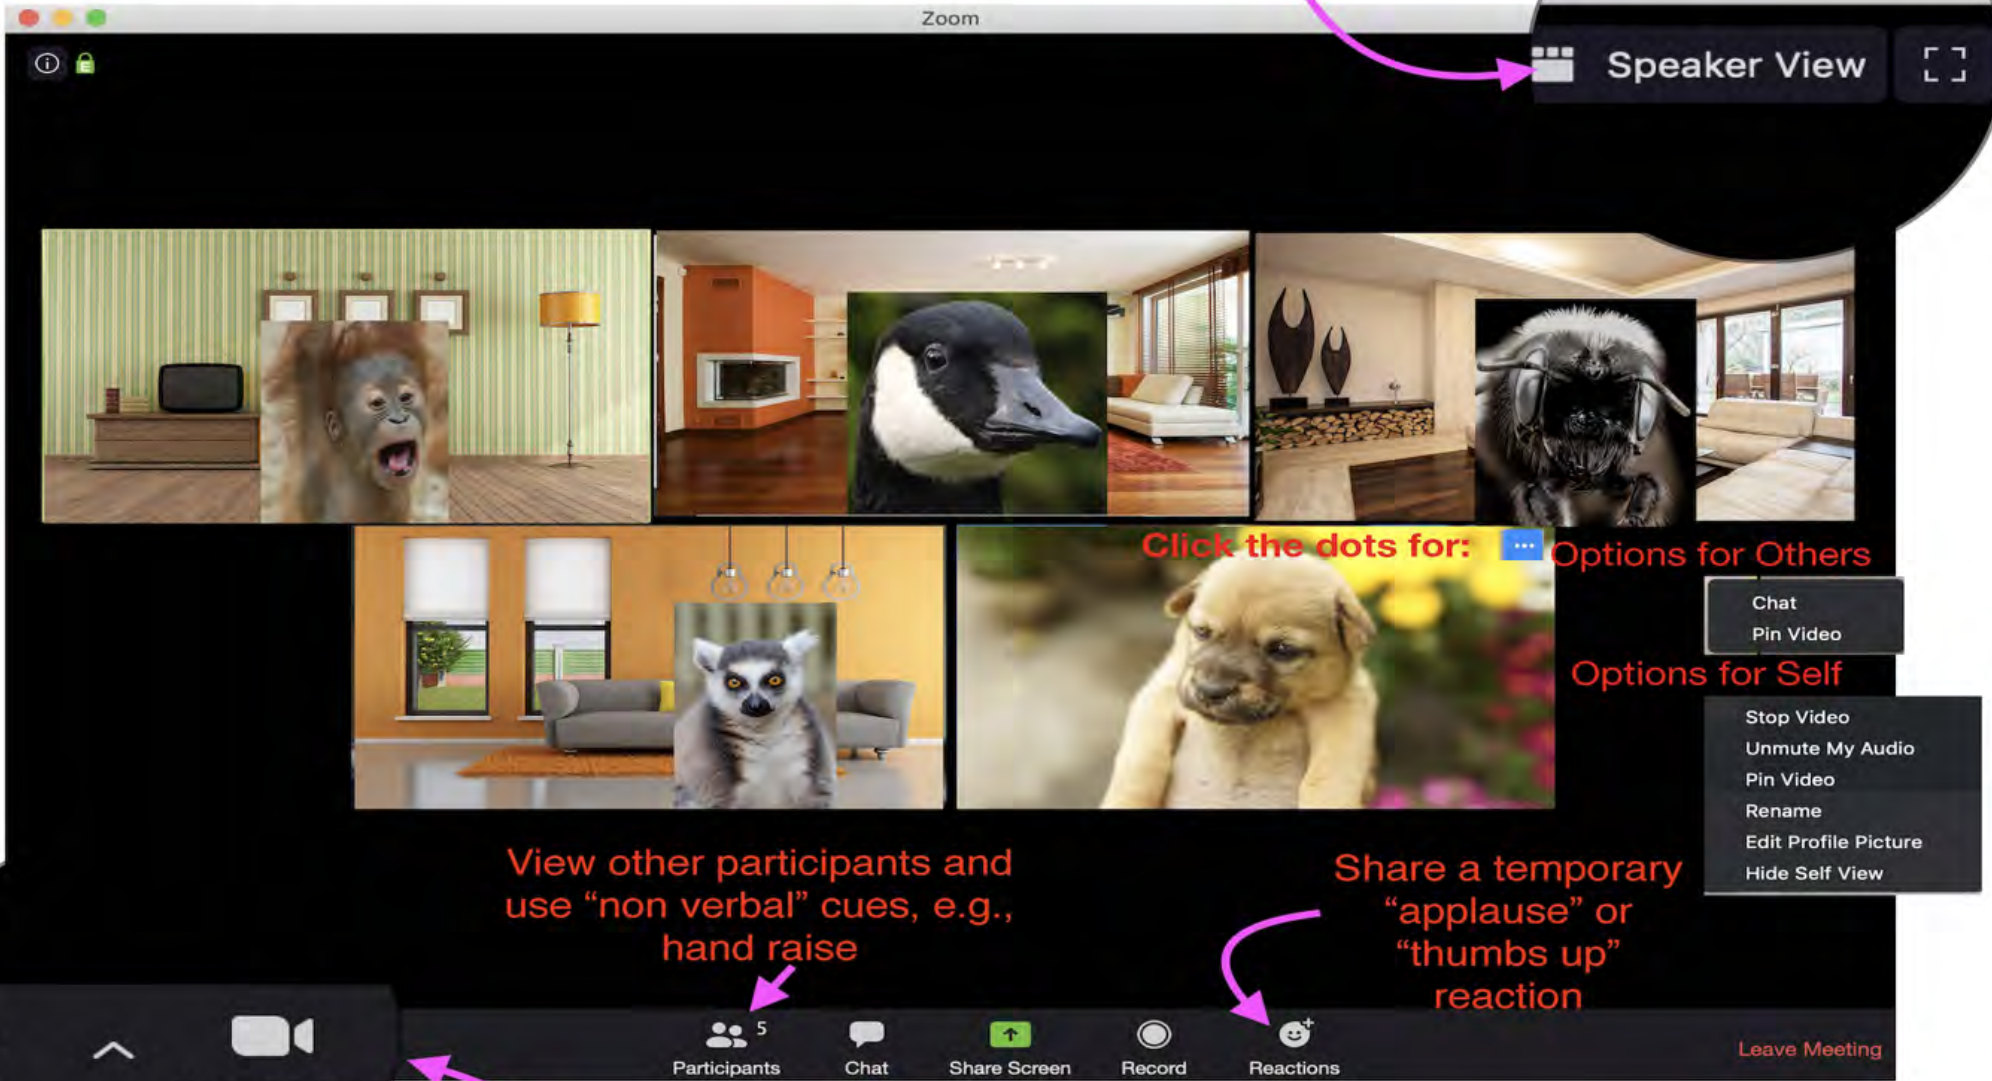 Zoom
Speaker View
E
Click the dots for:
Options for Others
Chat
Pin Video
Options for Self
Stop Video
Unmute My Audio
Pin Video
Rename
Edit Profile Picture
Hide Self View
View other participants and
use “non verbal” cues, e.g.,
hand raise
Share a temporary
“applause” or
“thumbs up”
reaction
5
Participants
Chat
Share Screen
Record
Reactions
Leave Meeting